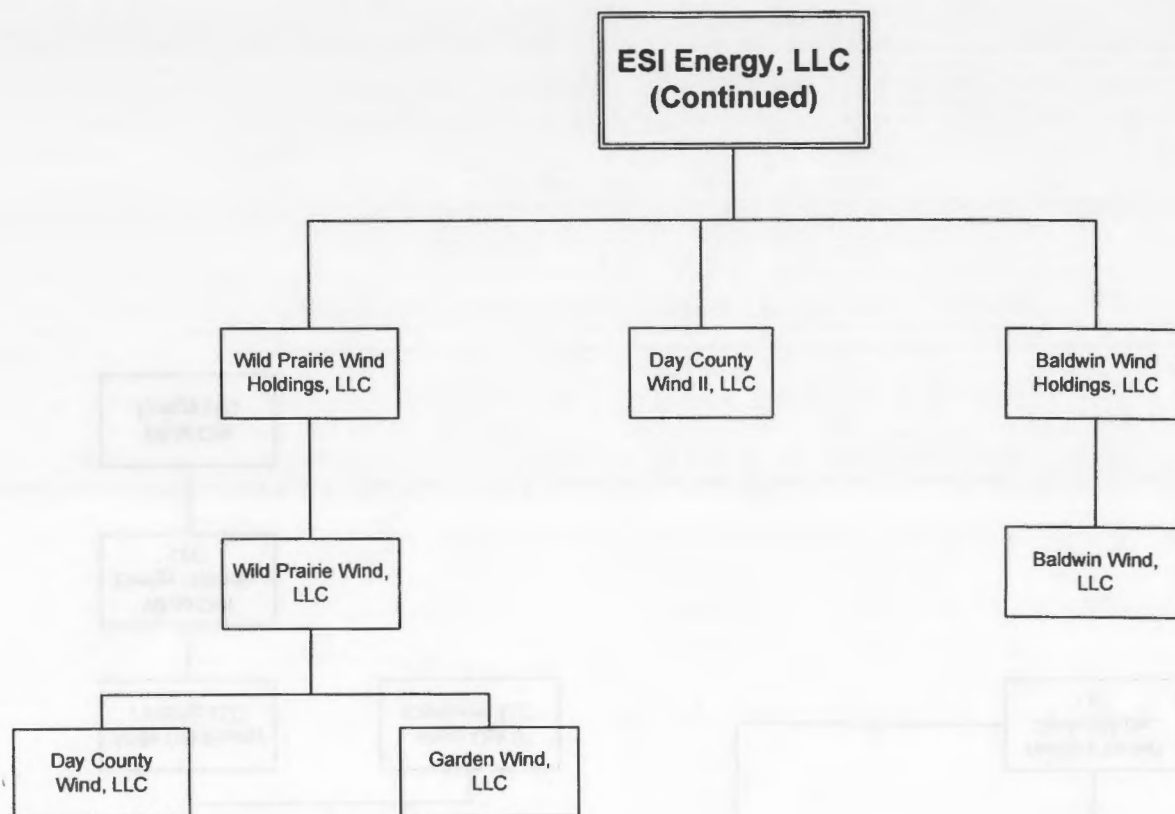 ESI Energy, LLC
(Continued)
Wild Prairie Wind
Holdings, LLC
Day County
Wind II, LLC
Baldwin Wind
Holdings, LLC
Wild Prairie Wind,
LLC
Baldwin Wind,
LLC
Day County
Wind, LLC
Garden Wind,
LLC